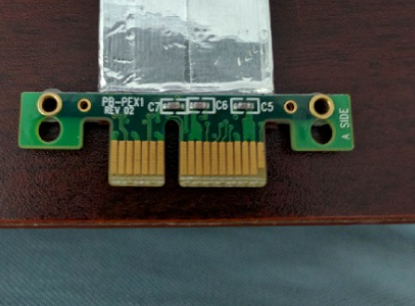 PB-PEX1
REV 02
C7
C6
C5
A SIDE